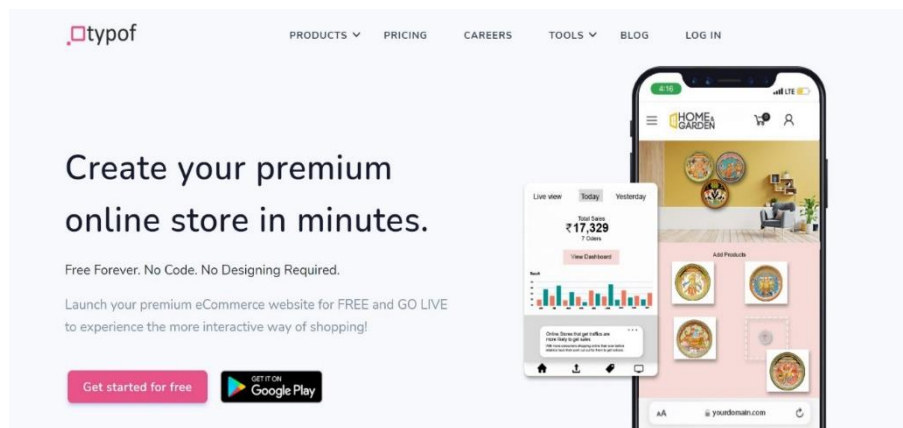 typof
PRODUCTS PRICING CAREERS TOOLS BLOG LOG IN
Create your premium
online store in minutes.
Free Forever. No Code. No Designing Required.
Launch your premium eCommerce website for FREE and GO LIVE
to experience the more interactive way of shopping!
Get started for free
GET IT ON
Google Play
Live view Today Yesterday
Total Sales
₹17,329
7 Orders
View Dashboard
Online Stores that get traffics are
more likely to get sales
4:16
LTE
HOME&
GARDEN
Add Products
AA yourdomain.com